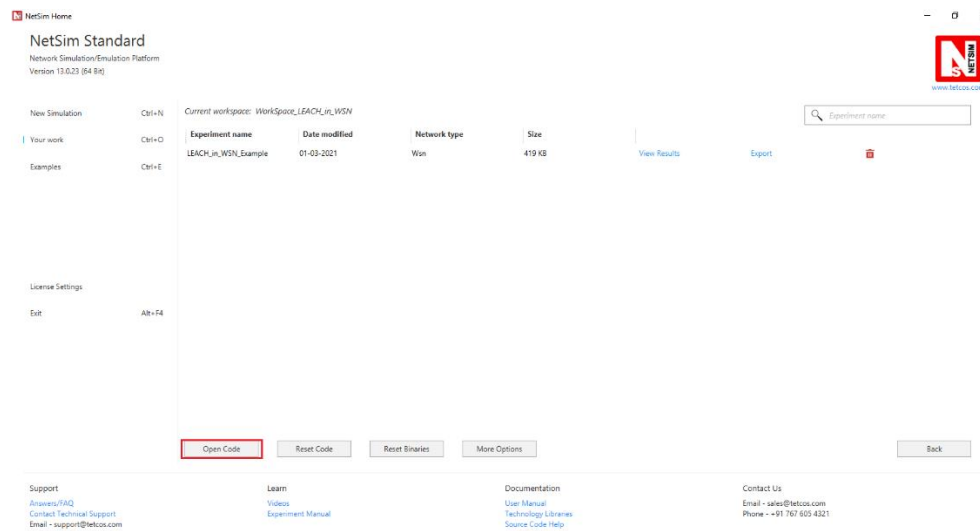 NetSim Home
NetSim Standard
Network Simulation/Emulation Platform
Version 13.0.23 (64 Bit)
N
S
NETSIM
www.tetcos.com
New Simulation Ctrl+N
Your work Ctrl+O
Examples Ctrl+E
License Settings
Exit Alt+F4
Current workspace: WorkSpace_LEACH_in_WSN
Experiment name
Experiment name Date modified Network type Size
LEACH_in_WSN_Example 01-03-2021 Wsn 419 KB View Results Export
Open Code Reset Code Reset Binaries More Options Back
Support Learn Documentation Contact Us
Answers/FAQ Videos User Manual Email - sales@tetcos.com
Contact Technical Support Experiment Manual Technology Libraries Phone - +91 767 605 4321
Email - support@tetcos.com Source Code Help